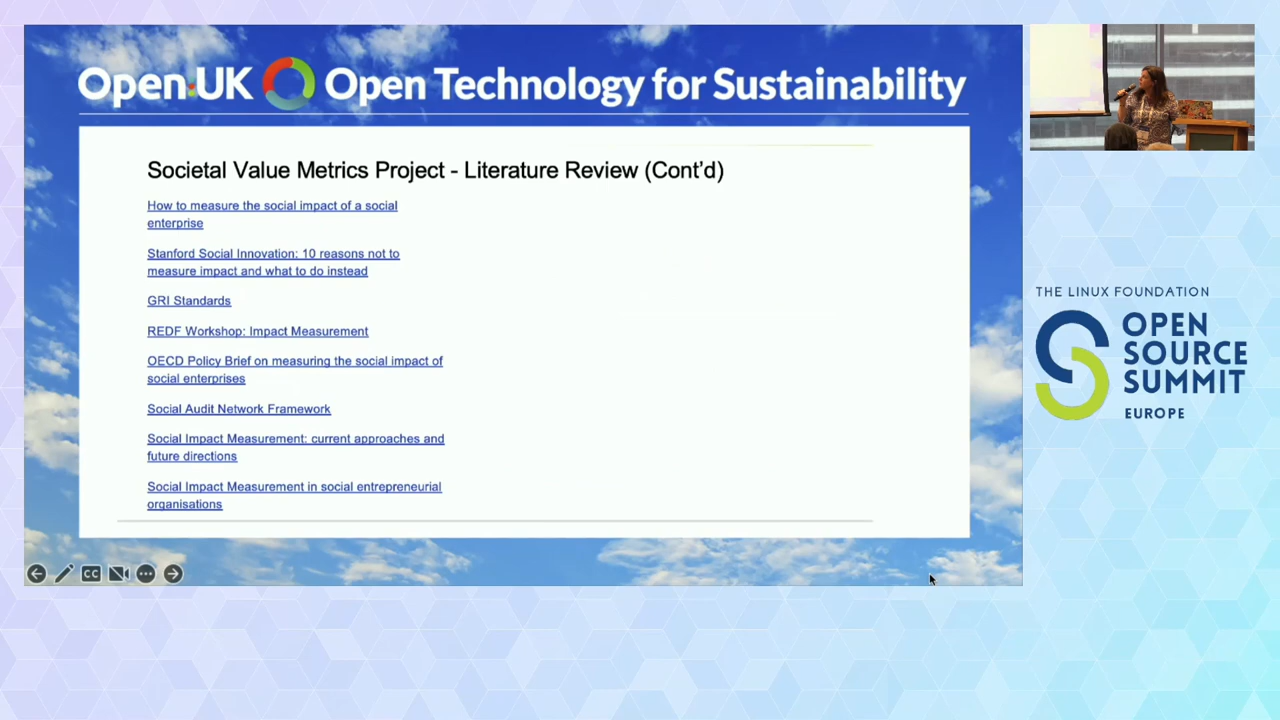 Open:UK Open Technology for Sustainability
Societal Value Metrics Project - Literature Review (Cont'd)
How to measure the social impact of a social
enterprise
Stanford Social Innovation: 10 reasons not to
measure impact and what to do instead
GRI Standards
REDF Workshop: Impact Measurement
OECD Policy Brief on measuring the social impact of
social enterprises
Social Audit Network Framework
Social Impact Measurement: current approaches and
future directions
Social Impact Measurement in social entrepreneurial
organisations
CC
THE LINUX FOUNDATION
OPEN
SOURCE
SUMMIT
EUROPE